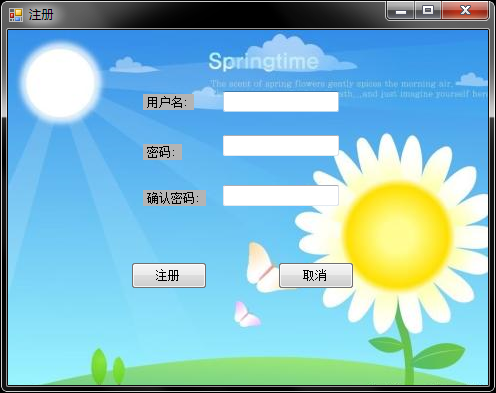 注册
Springtime
The scent of spring flowers gently spices the morning air,
ath...and just imagine yourself here
用户名：
密码：
确认密码：
注册
取消